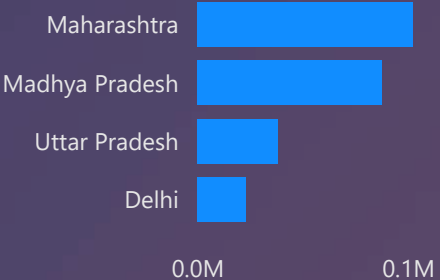 Maharashtra
Madhya Pradesh
Uttar Pradesh
Delhi
0.0M 0.1M